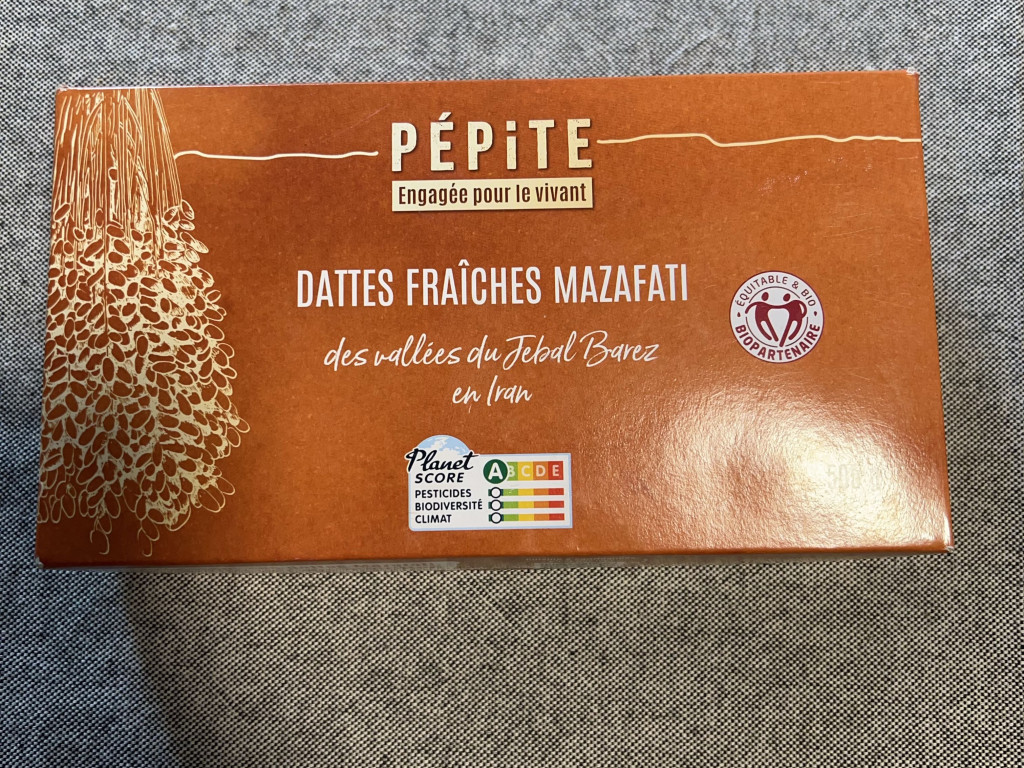 PÉPiTE
Engagée pour le vivant
DATTES FRAÎCHES MAZAFATI
des vallées du Jebal Barez
en Iran
ÉQUITABLE & BIO
BIOPARTENAIRE
Planet
SCORE
A B C D E
PESTICIDES
BIODIVERSITÉ
CLIMAT